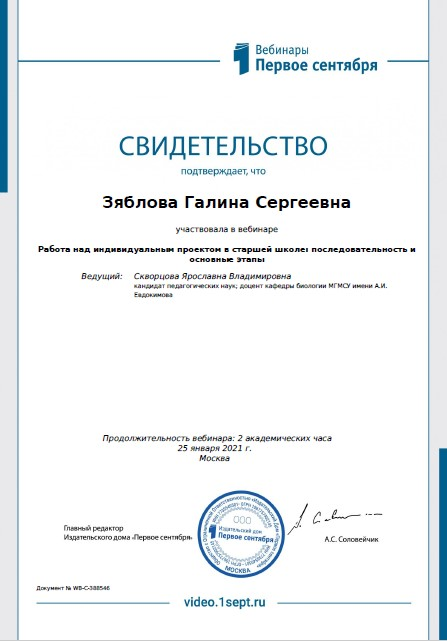 Вебинары
Первое сентября
СВИДЕТЕЛЬСТВО
подтверждает, что
Зяблова Галина Сергеевна
участвовала в вебинаре
Работа над индивидуальным проектом в старшей школе: последовательность и
основные этапы
Ведущий: Скворцова Ярославна Владимировна
кандидат педагогических наук; доцент кафедры биологии МГМСУ имени А.И.
Евдокимова
Продолжительность вебинара: 2 академических часа
25 января 2021 г.
Москва
Главный редактор
Издательского дома «Первое сентября»
ООО
Издательский дом
Первое сентября
МОСКВА
А.С. Соловейчик
Документ № WB-C-388546
video.1sept.ru